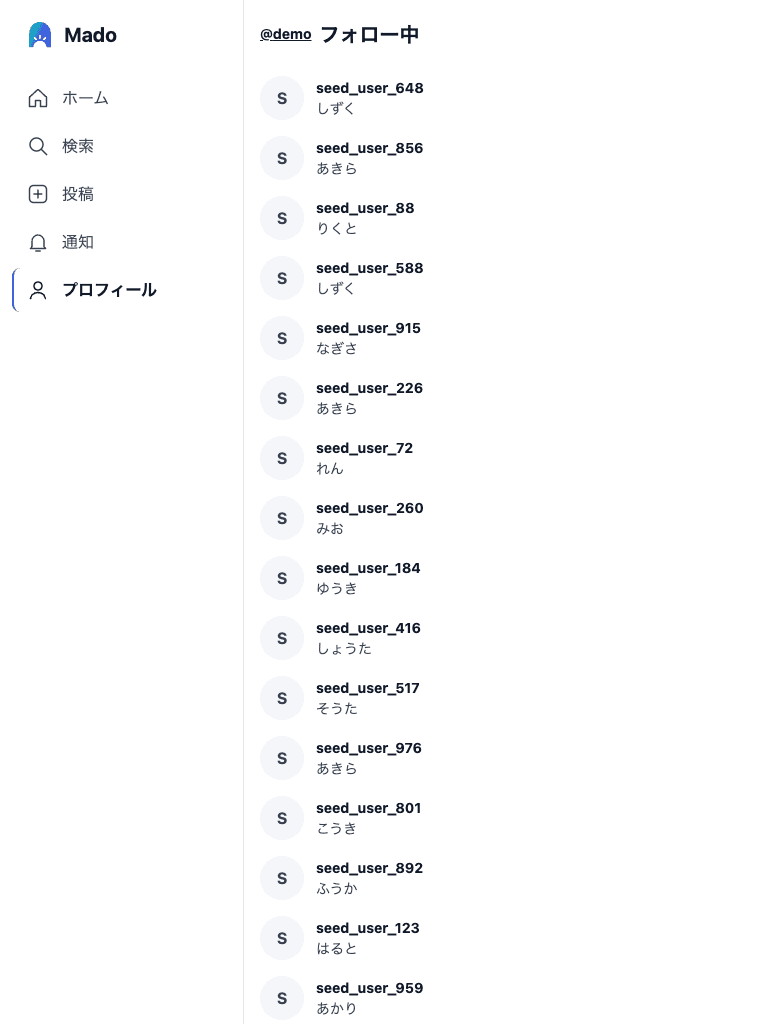 Mado
ホーム
検索
投稿
通知
プロフィール
@demo フォロー中
S
seed_user_648
しずく
S
seed_user_856
あきら
S
seed_user_88
りくと
S
seed_user_588
しずく
S
seed_user_915
なぎさ
S
seed_user_226
あきら
S
seed_user_72
れん
S
seed_user_260
みお
S
seed_user_184
ゆうき
S
seed_user_416
しょうた
S
seed_user_517
そうた
S
seed_user_976
あきら
S
seed_user_801
こうき
S
seed_user_892
ふうか
S
seed_user_123
はると
S
seed_user_959
あかり